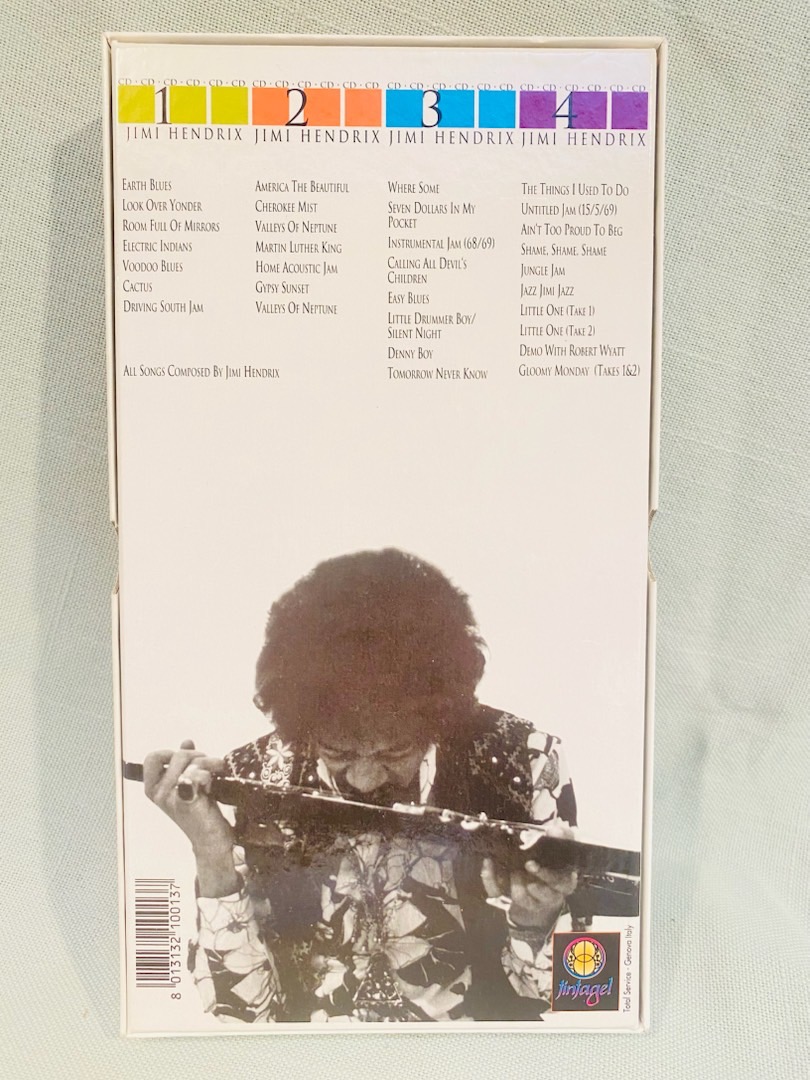 CD · CD · CD · CD · CD · CD
1
JIMI HENDRIX
EARTH BLUES
LOOK OVER YONDER
ROOM FULL OF MIRRORS
ELECTRIC INDIANS
VOODOO BLUES
CACTUS
DRIVING SOUTH JAM
ALL SONGS COMPOSED BY JIMI HENDRIX
CD · CD · CD · CD · CD · CD
2
JIMI HENDRIX
AMERICA THE BEAUTIFUL
CHEROKEE MIST
VALLEYS OF NEPTUNE
MARTIN LUTHER KING
HOME ACOUSTIC JAM
GYPSY SUNSET
VALLEYS OF NEPTUNE
CD · CD · CD · CD · CD · CD
3
JIMI HENDRIX
WHERE SOME
SEVEN DOLLARS IN MY
POCKET
INSTRUMENTAL JAM (68/69)
CALLING ALL DEVIL'S
CHILDREN
EASY BLUES
LITTLE DRUMMER BOY/
SILENT NIGHT
DENNY BOY
TOMORROW NEVER KNOW
CD · CD · CD · CD · CD · CD
4
JIMI HENDRIX
THE THINGS I USED TO DO
UNTITLED JAM (15/5/69)
AIN'T TOO PROUD TO BEG
SHAME, SHAME, SHAME
JUNGLE JAM
JAZZ JIMI JAZZ
LITTLE ONE (TAKE 1)
LITTLE ONE (TAKE 2)
DEMO WITH ROBERT WYATT
GLOOMY MONDAY (TAKES 1&2)
8 013132 100137
tintagel
Total Service - Genova Italy